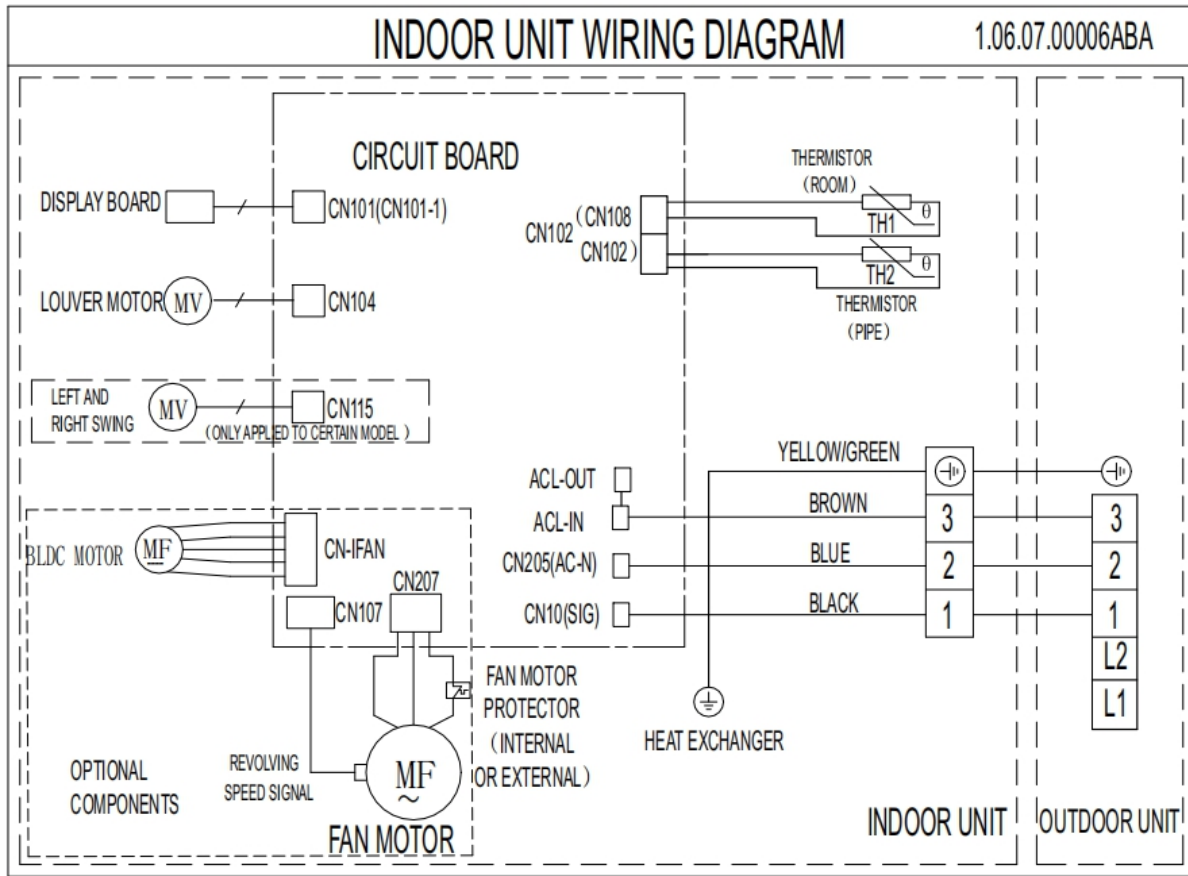 INDOOR UNIT WIRING DIAGRAM
1.06.07.00006ABA
CIRCUIT BOARD
DISPLAY BOARD
CN101(CN101-1)
LOUVER MOTOR
MV
CN104
LEFT AND
RIGHT SWING
MV
CN115
(ONLY APPLIED TO CERTAIN MODEL )
CN102
(CN108
CN102 )
THERMISTOR
(ROOM)
TH1
θ
TH2
θ
THERMISTOR
(PIPE)
ACL-OUT
ACL-IN
CN205(AC-N)
CN10(SIG)
YELLOW/GREEN
BROWN
BLUE
BLACK
3
2
1
3
2
1
L2
L1
HEAT EXCHANGER
BLDC MOTOR
MF
CN-IFAN
CN107
CN207
FAN MOTOR
PROTECTOR
(INTERNAL
OR EXTERNAL)
OPTIONAL
COMPONENTS
REVOLVING
SPEED SIGNAL
MF
~
FAN MOTOR
INDOOR UNIT
OUTDOOR UNIT